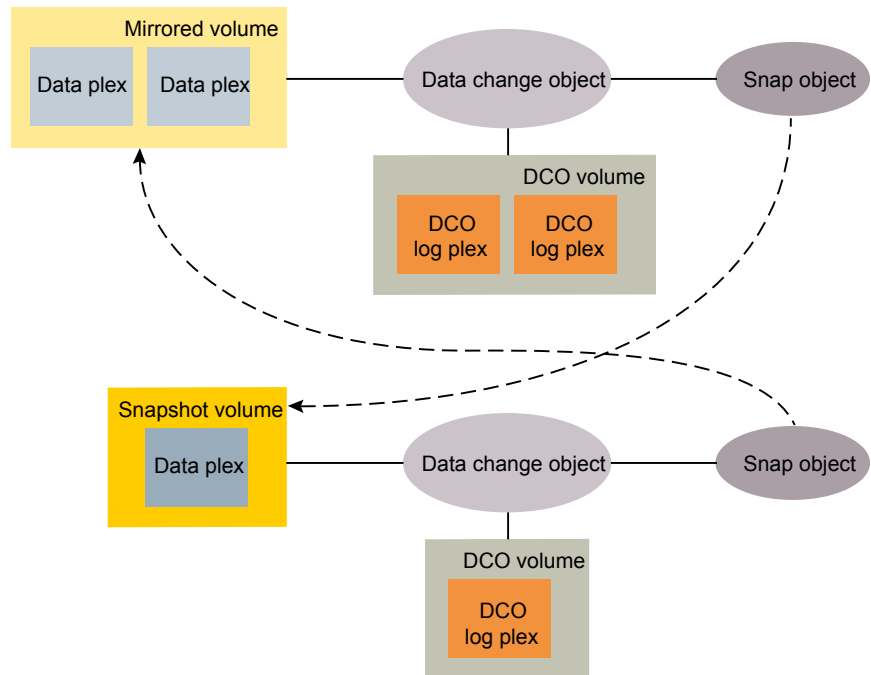 Mirrored volume
Data plex
Data plex
Data change object
Snap object
DCO volume
DCO
log plex
DCO
log plex
Snapshot volume
Data plex
Data change object
Snap object
DCO volume
DCO
log plex